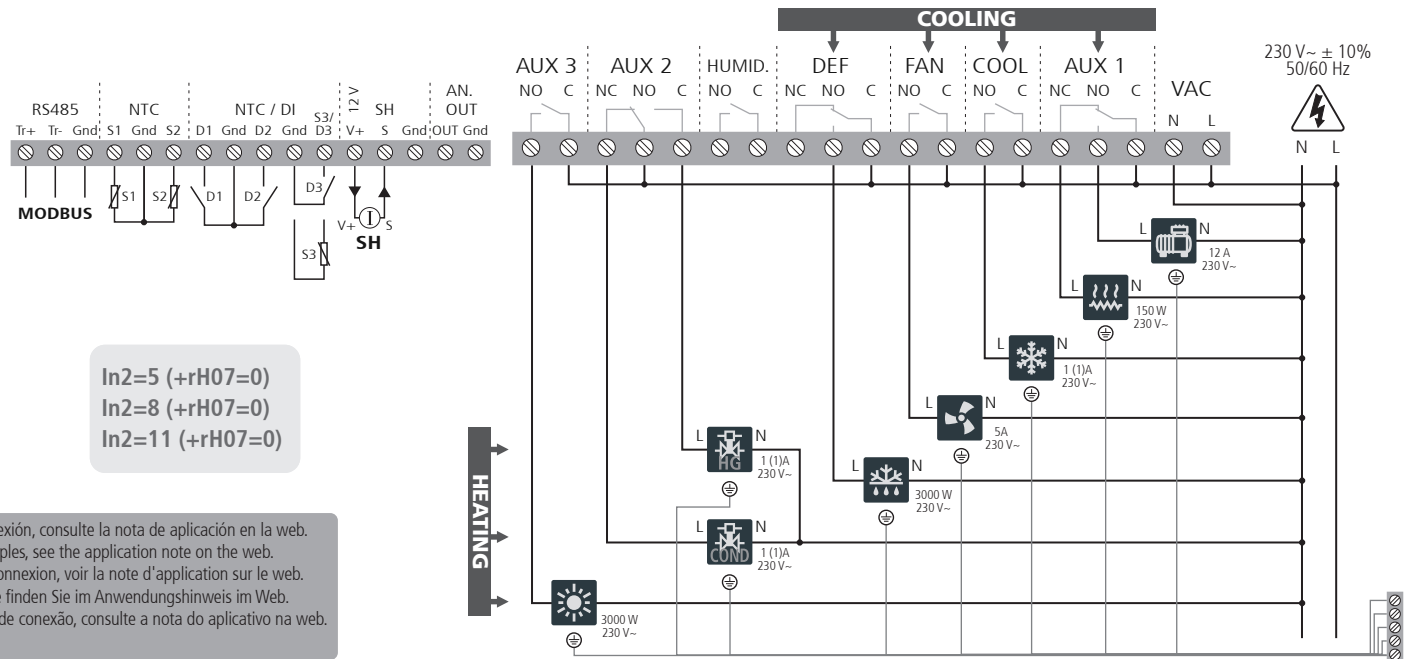 COOLING
230 V~ ± 10%
50/60 Hz
AUX 3 AUX 2 HUMID. DEF FAN COOL AUX 1 VAC
NO C NC NO C NO C NC NO C NO C NO C NC NO C N L
N L
RS485 NTC NTC / DI S3/ D3 12 V SH AN. OUT
Tr+ Tr- Gnd S1 Gnd S2 D1 Gnd D2 Gnd V+ S Gnd OUT Gnd
MODBUS
S1 S2 D1 D2 D3
V+ I S
SH
S3
L N
12 A
230 V~
L N
150 W
230 V~
L N
1 (1)A
230 V~
L N
5A
230 V~
L N
3000 W
230 V~
In2=5 (+rH07=0)
In2=8 (+rH07=0)
In2=11 (+rH07=0)
HEATING
L N
HG
1 (1)A
230 V~
L N
COND
1 (1)A
230 V~
3000 W
230 V~
exión, consulte la nota de aplicación en la web.
ples, see the application note on the web.
onnexion, voir la note d'application sur le web.
e finden Sie im Anwendungshinweis im Web.
de conexão, consulte a nota do aplicativo na web.